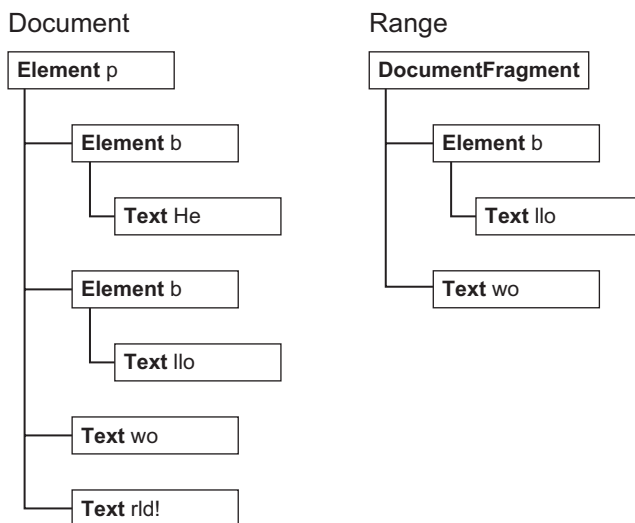 Document
Element p
Element b
Text He
Element b
Text llo
Text wo
Text rld!
Range
DocumentFragment
Element b
Text llo
Text wo